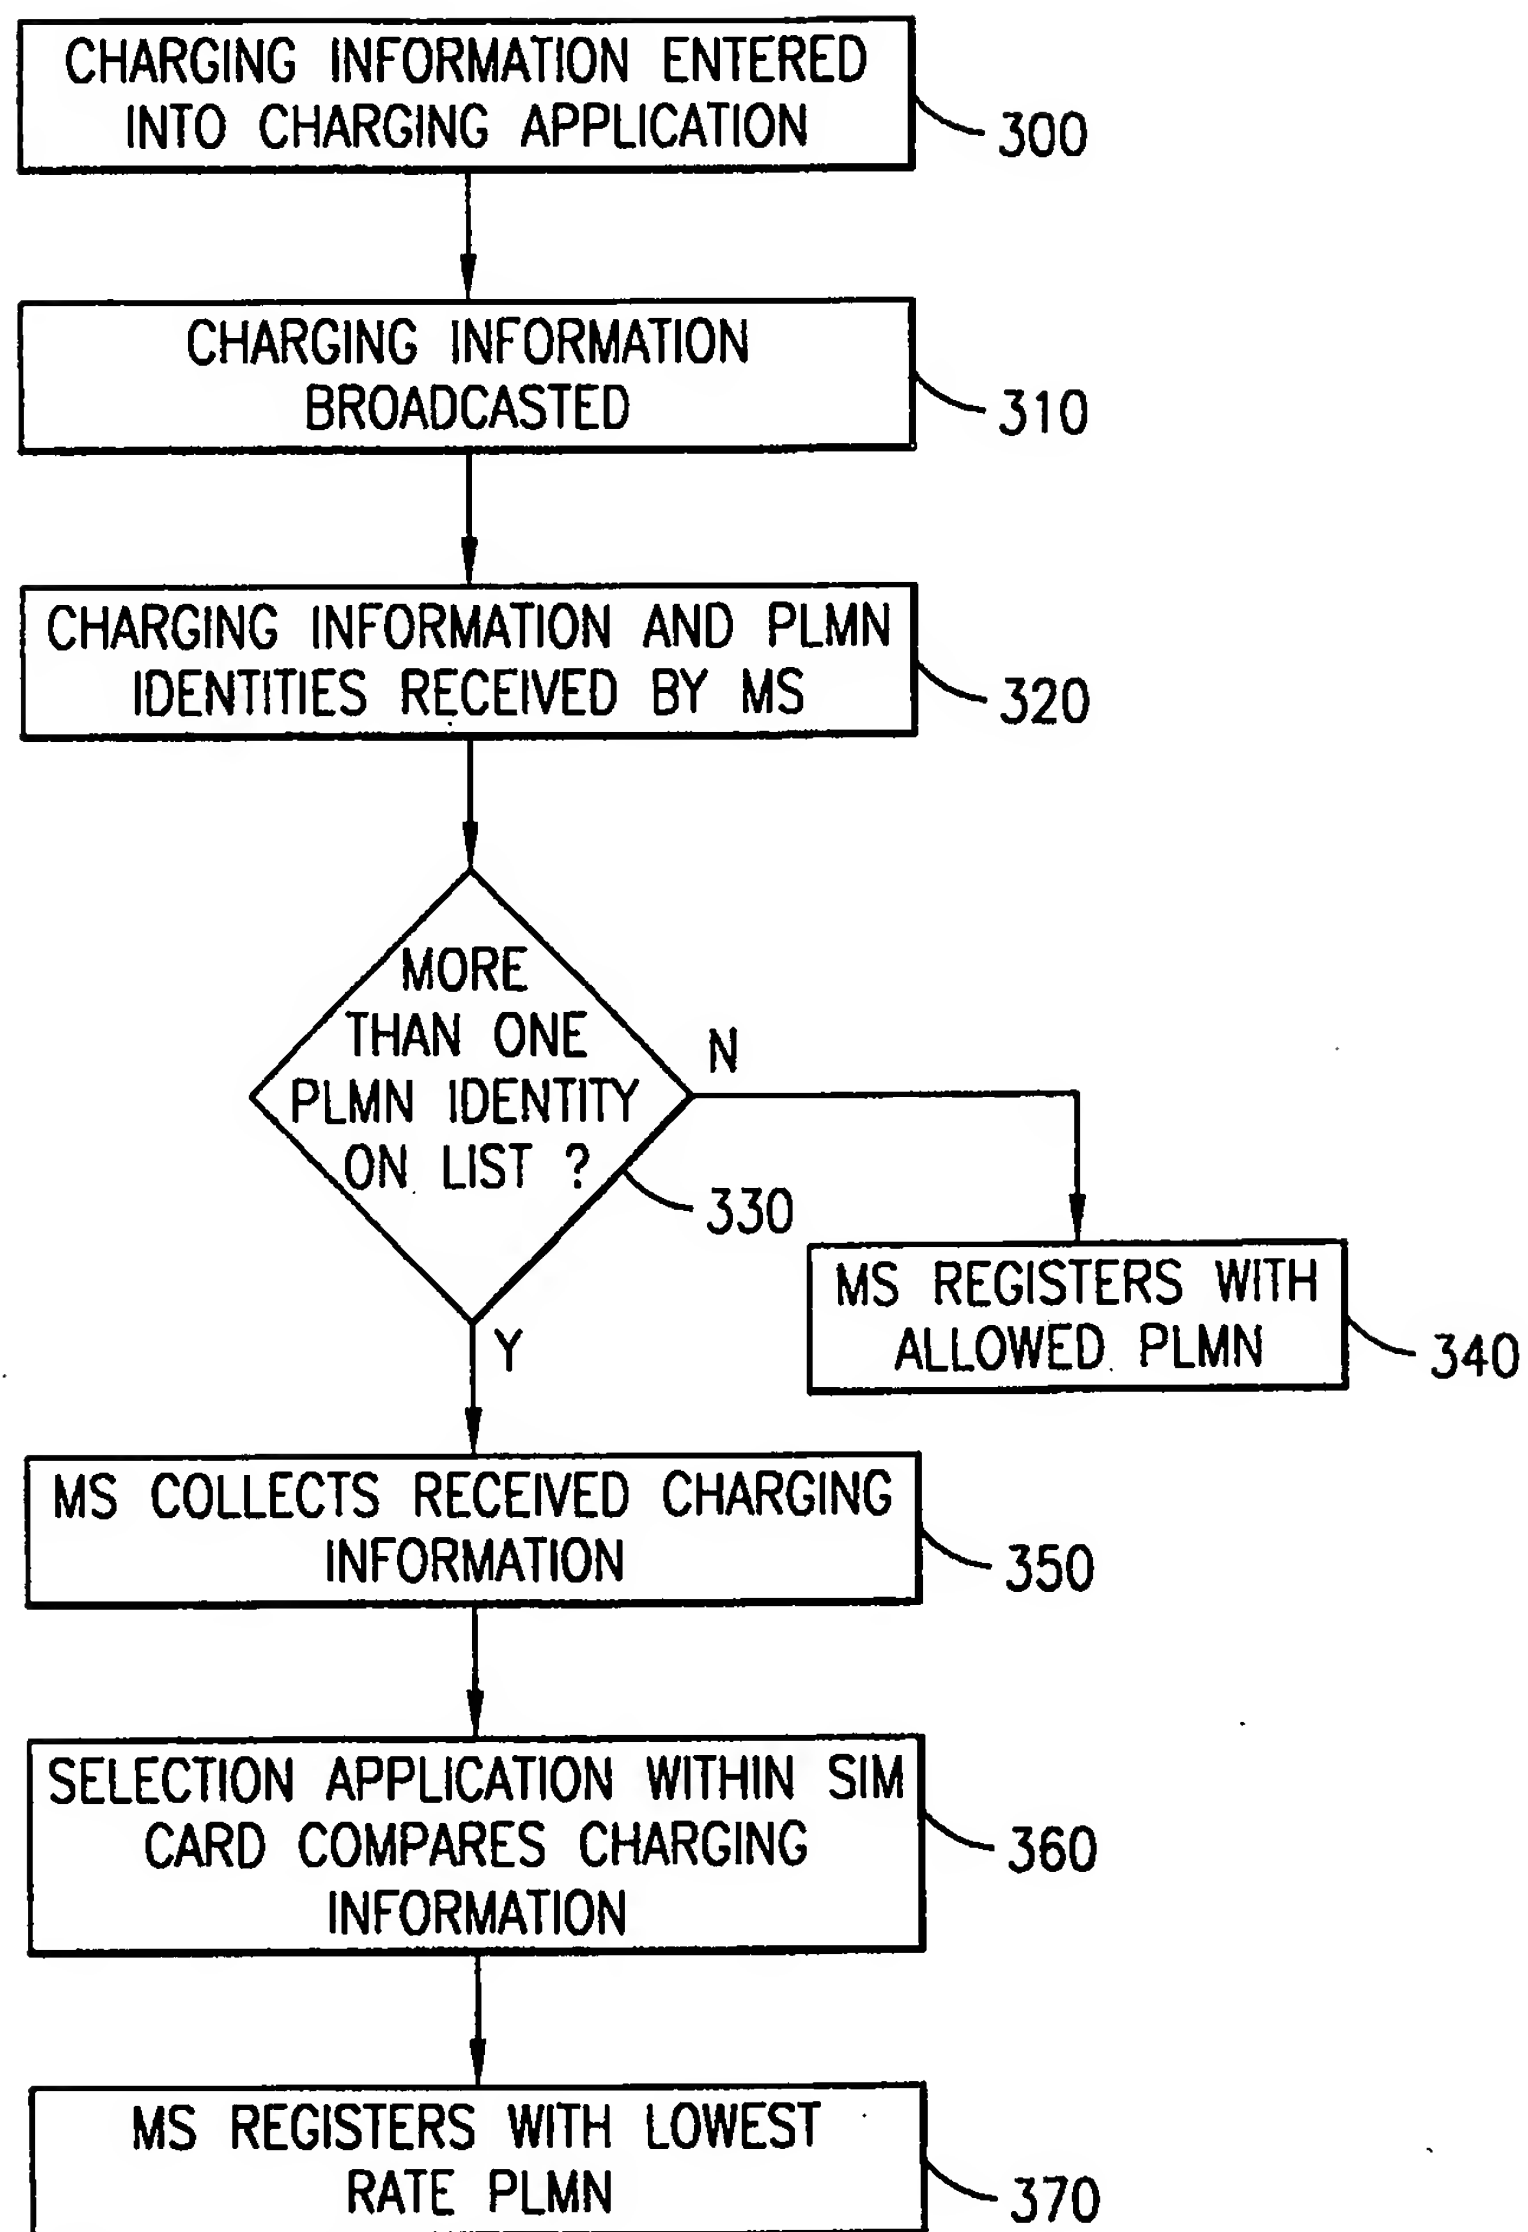 CHARGING INFORMATION ENTERED
INTO CHARGING APPLICATION
300
CHARGING INFORMATION
BROADCASTED
310
CHARGING INFORMATION AND PLMN
IDENTITIES RECEIVED BY MS
320
MORE
THAN ONE
PLMN IDENTITY
ON LIST ?
N
330
MS REGISTERS WITH
ALLOWED PLMN
340
Y
MS COLLECTS RECEIVED CHARGING
INFORMATION
350
SELECTION APPLICATION WITHIN SIM
CARD COMPARES CHARGING
INFORMATION
360
MS REGISTERS WITH LOWEST
RATE PLMN
370